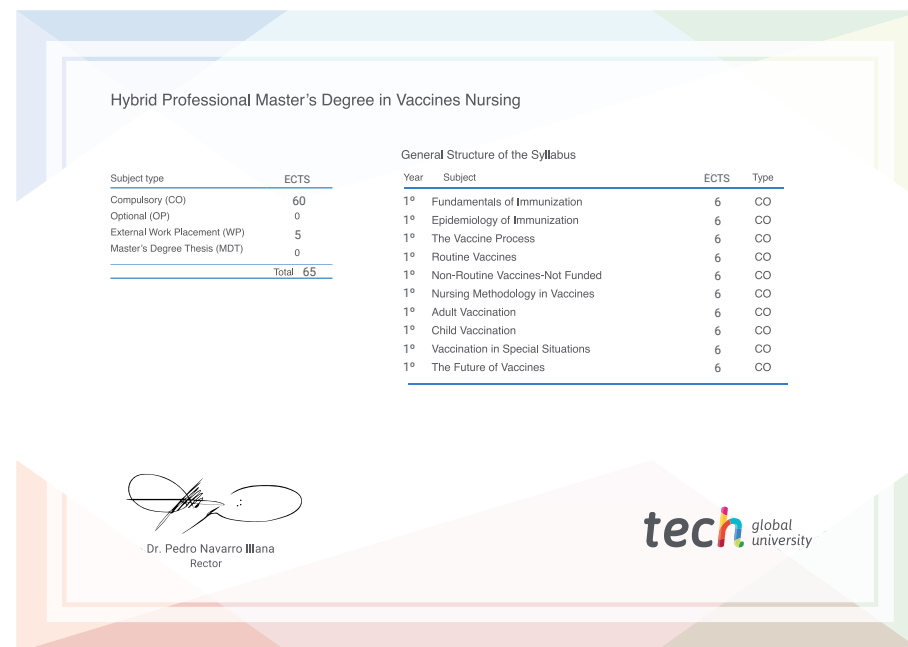 Hybrid Professional Master's Degree in Vaccines Nursing
Subject type ECTS
Compulsory (CO) 60
Optional (OP) 0
External Work Placement (WP) 5
Master's Degree Thesis (MDT) 0
Total 65
General Structure of the Syllabus
Year Subject ECTS Type
1º Fundamentals of Immunization 6 CO
1º Epidemiology of Immunization 6 CO
1º The Vaccine Process 6 CO
1º Routine Vaccines 6 CO
1º Non-Routine Vaccines-Not Funded 6 CO
1º Nursing Methodology in Vaccines 6 CO
1º Adult Vaccination 6 CO
1º Child Vaccination 6 CO
1º Vaccination in Special Situations 6 CO
1º The Future of Vaccines 6 CO
Dr. Pedro Navarro Illana
Rector
tech global
university